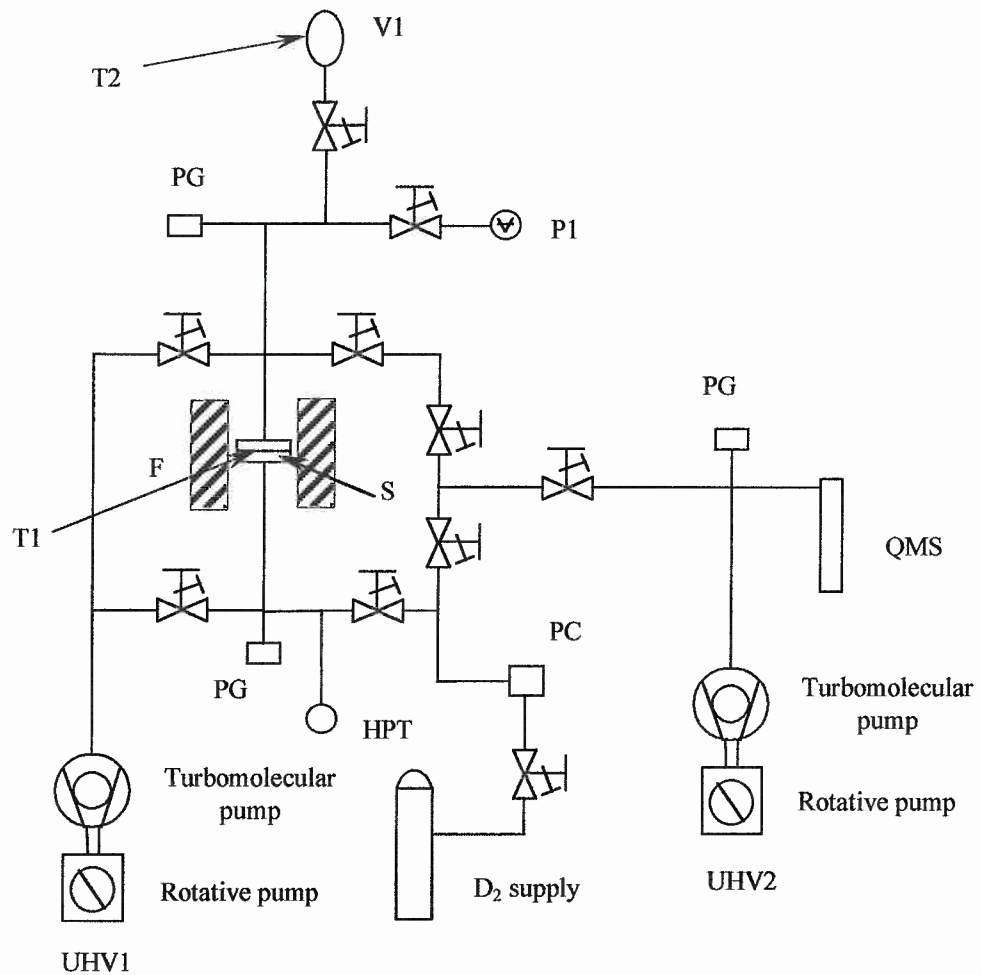 V1
T2
PG
P1
PG
F
S
T1
QMS
PC
PG
HPT
Turbomolecular
pump
Turbomolecular
pump
Rotative pump
Rotative pump
D₂ supply
UHV2
UHV1